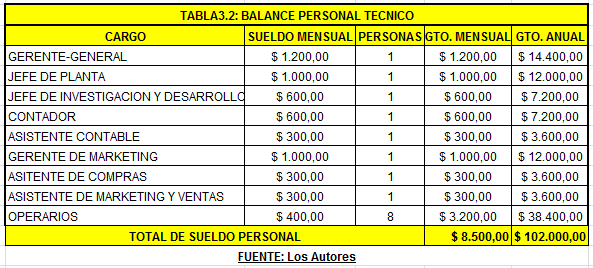 TABLA3.2: BALANCE PERSONAL TECNICO
CARGO SUELDO MENSUAL PERSONAS GTO. MENSUAL GTO. ANUAL
GERENTE-GENERAL $ 1.200,00 1 $ 1.200,00 $ 14.400,00
JEFE DE PLANTA $ 1.000,00 1 $ 1.000,00 $ 12.000,00
JEFE DE INVESTIGACION Y DESARROLLO $ 600,00 1 $ 600,00 $ 7.200,00
CONTADOR $ 600,00 1 $ 600,00 $ 7.200,00
ASISTENTE CONTABLE $ 300,00 1 $ 300,00 $ 3.600,00
GERENTE DE MARKETING $ 1.000,00 1 $ 1.000,00 $ 12.000,00
ASITENTE DE COMPRAS $ 300,00 1 $ 300,00 $ 3.600,00
ASISTENTE DE MARKETING Y VENTAS $ 300,00 1 $ 300,00 $ 3.600,00
OPERARIOS $ 400,00 8 $ 3.200,00 $ 38.400,00
TOTAL DE SUELDO PERSONAL $ 8.500,00 $ 102.000,00
FUENTE: Los Autores